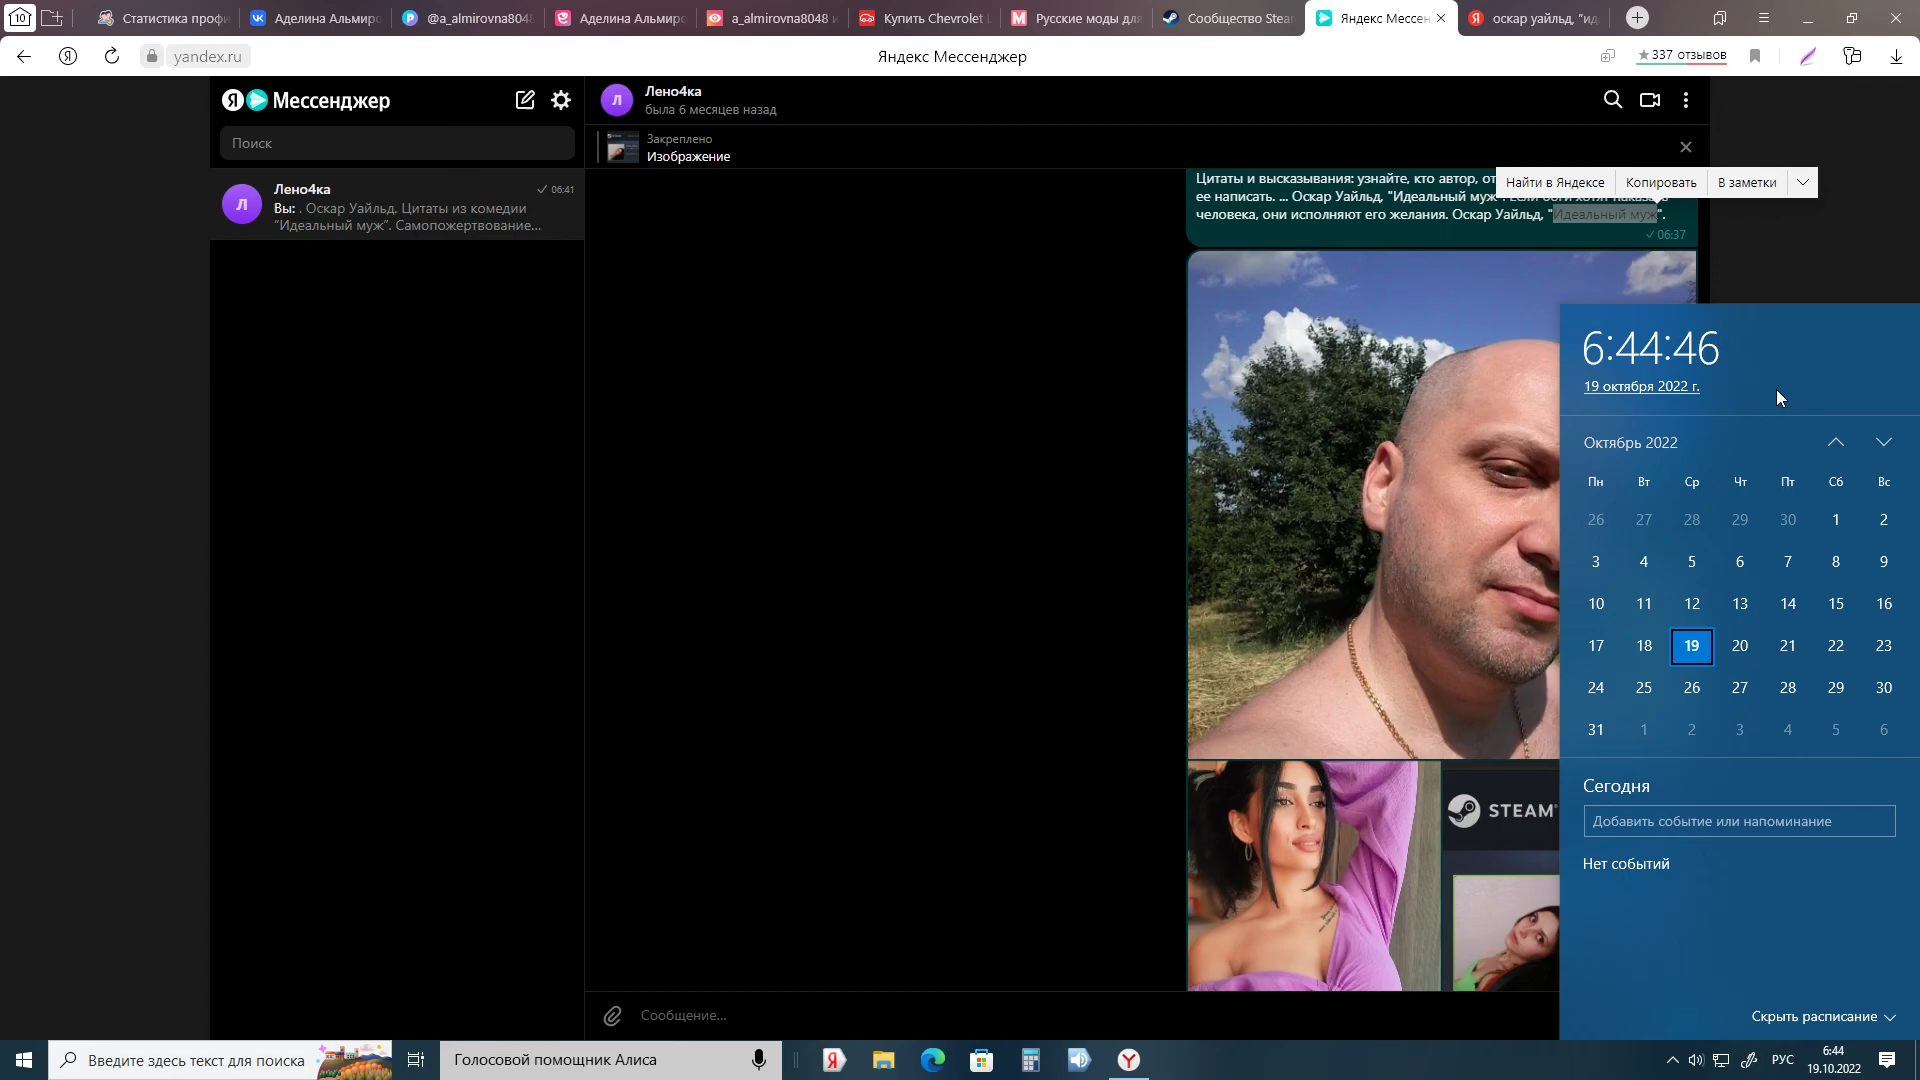 10
Статистика профи
Аделина Альмиро
@a_almirovna8048
Аделина Альмиро
a_almirovna8048 и
Купить Chevrolet
Русские моды для
Сообщество Steam
Яндекс Мессен
оскар уайльд, "ид
Я
yandex.ru
Яндекс Мессенджер
★ 337 отзывов
Я Мессенджер
Поиск
Л
Лено4ка
06:41
Вы: . Оскар Уайльд. Цитаты из комедии
“Идеальный муж”. Самопожертвование...
Л
Лено4ка
была 6 месяцев назад
Закреплено
Изображение
Цитаты и высказывания: узнайте, кто автор, от
Найти в Яндексе
Копировать
В заметки
ее написать. ... Оскар Уайльд, "Идеальный муж". Если боги хотят наказать
человека, они исполняют его желания. Оскар Уайльд, "Идеальный муж".
06:37
STEAM
Сообщение...
6:44:46
19 октября 2022 г.
Октябрь 2022
Пн Вт Ср Чт Пт Сб Вс
26 27 28 29 30 1 2
3 4 5 6 7 8 9
10 11 12 13 14 15 16
17 18 19 20 21 22 23
24 25 26 27 28 29 30
31 1 2 3 4 5 6
Сегодня
Добавить событие или напоминание
Нет событий
Скрыть расписание
Введите здесь текст для поиска
Голосовой помощник Алиса
РУС
6:44
19.10.2022